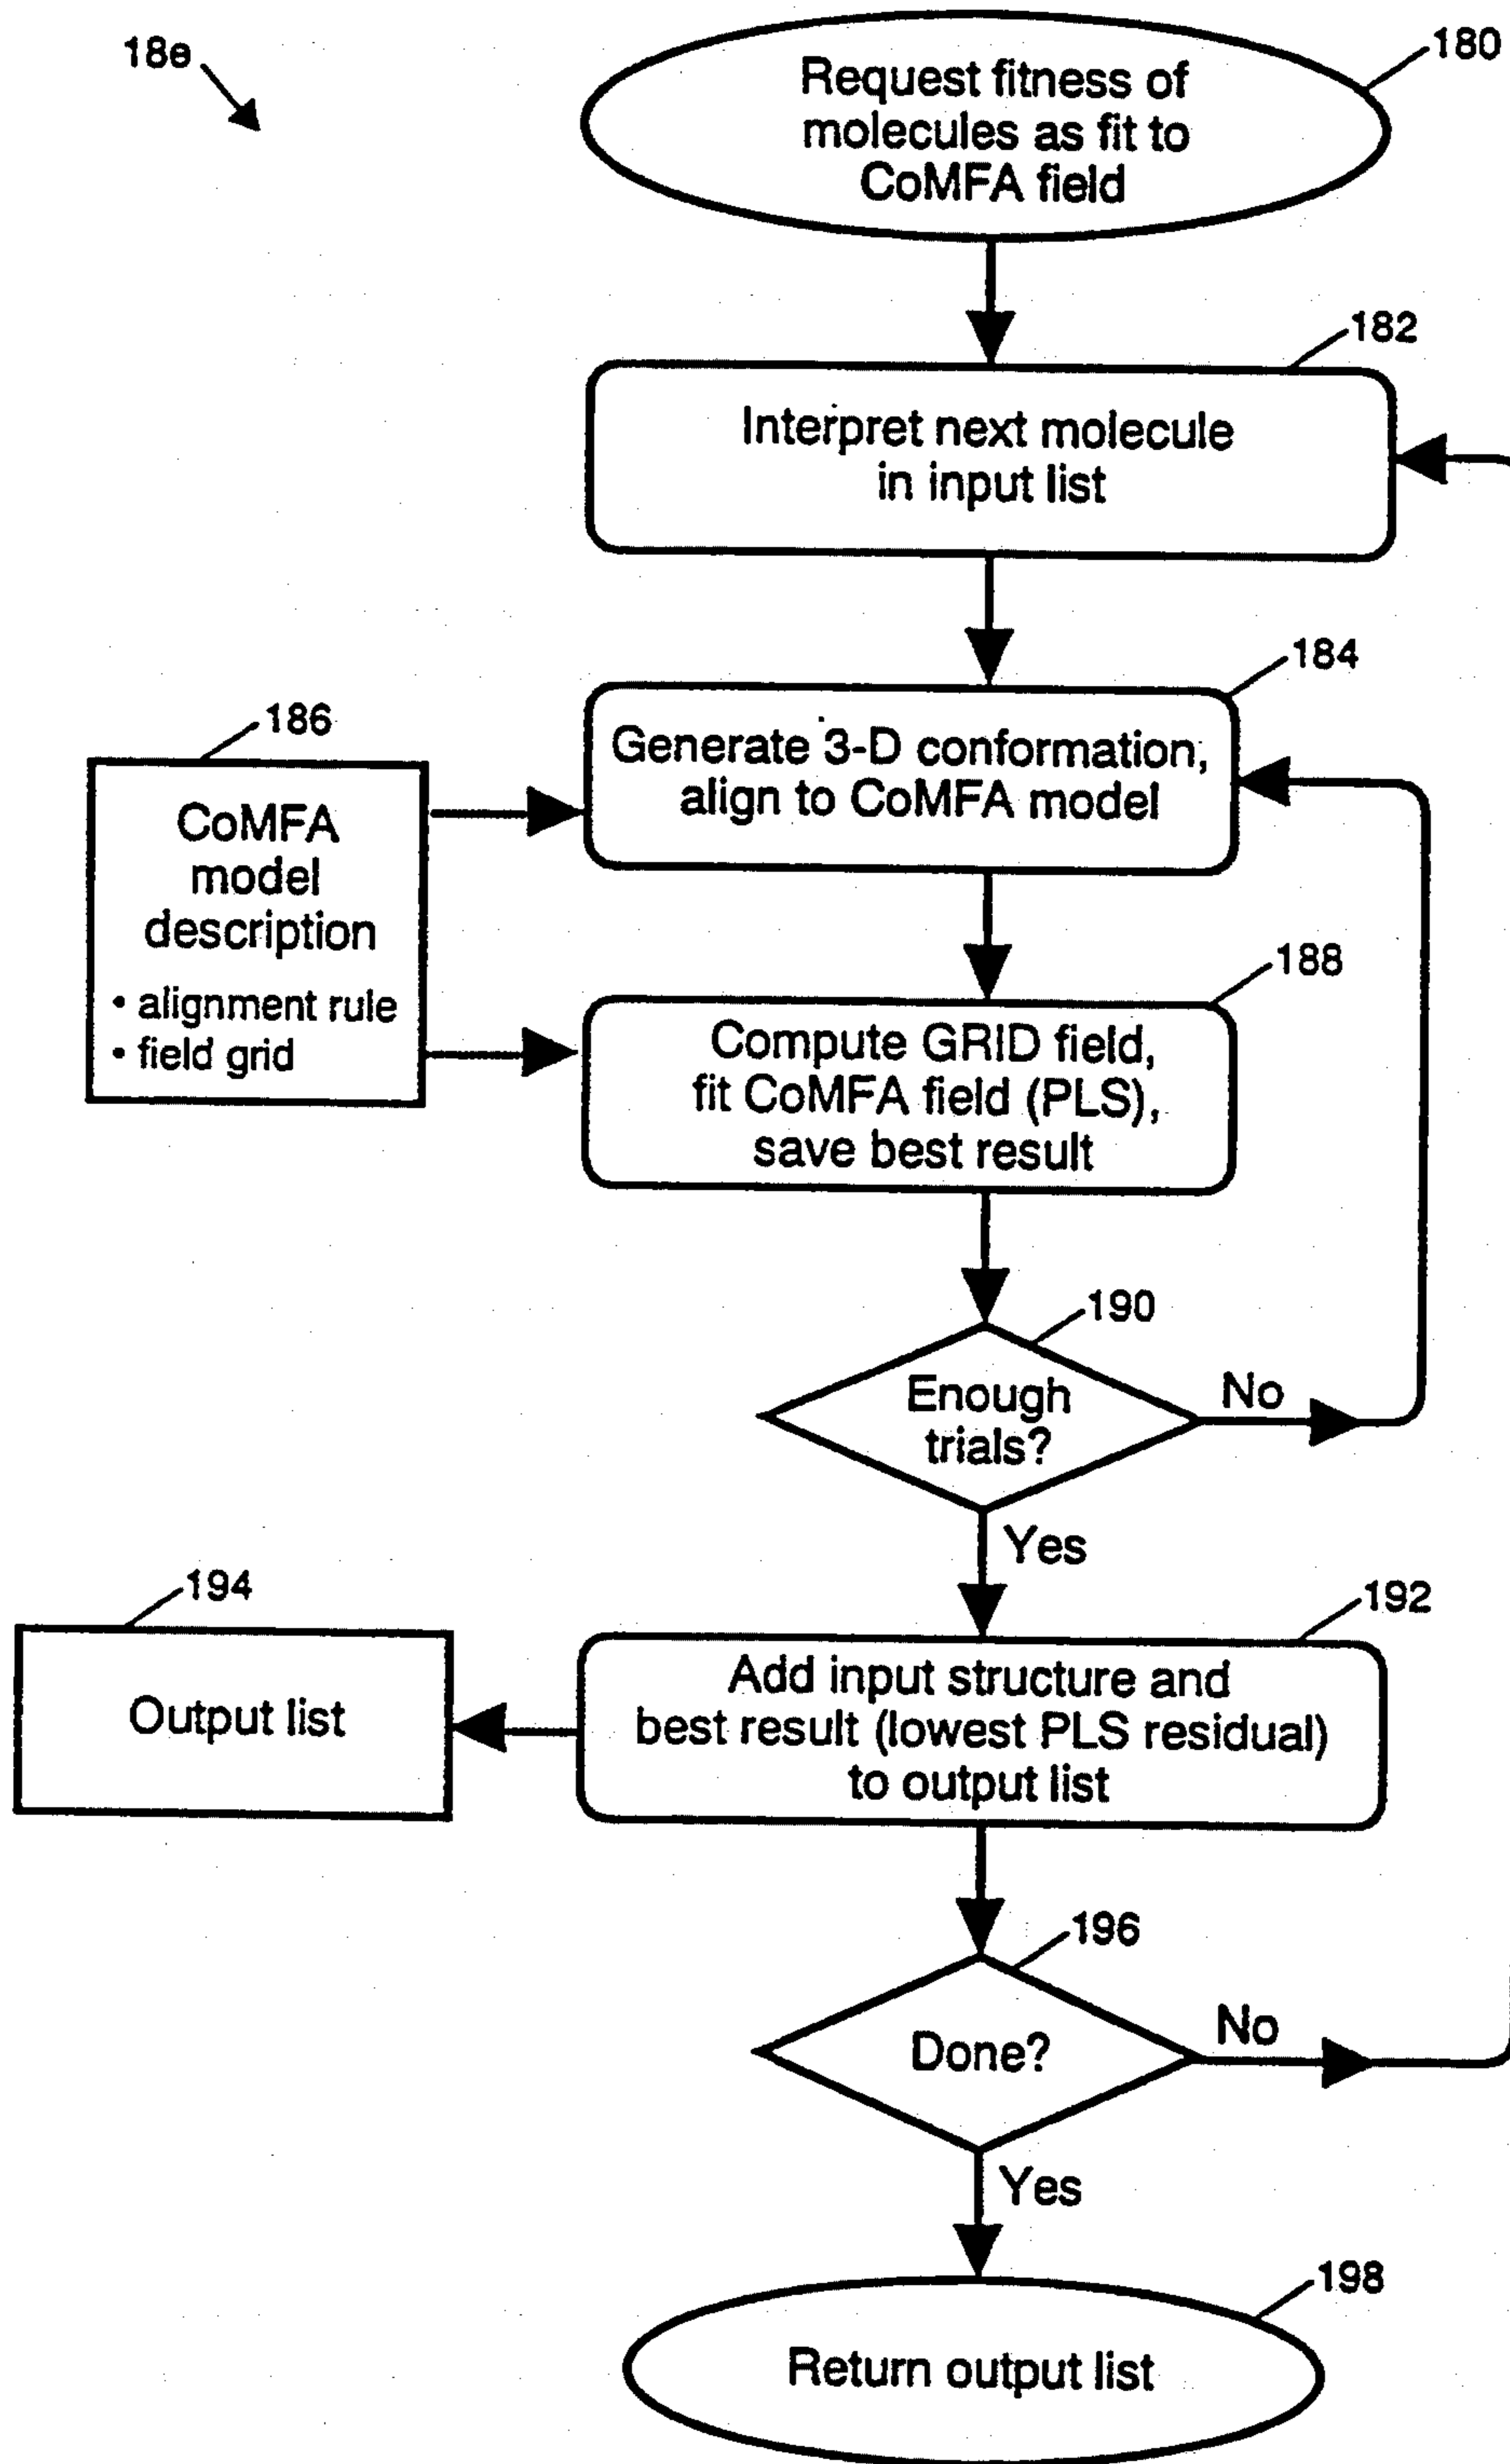 18e
180
Request fitness of
molecules as fit to
CoMFA field
182
Interpret next molecule
in input list
184
Generate 3-D conformation,
align to CoMFA model
186
CoMFA
model
description
• alignment rule
• field grid
188
Compute GRID field,
fit CoMFA field (PLS),
save best result
190
Enough
trials?
No
Yes
192
Add input structure and
best result (lowest PLS residual)
to output list
194
Output list
196
Done?
No
Yes
198
Return output list